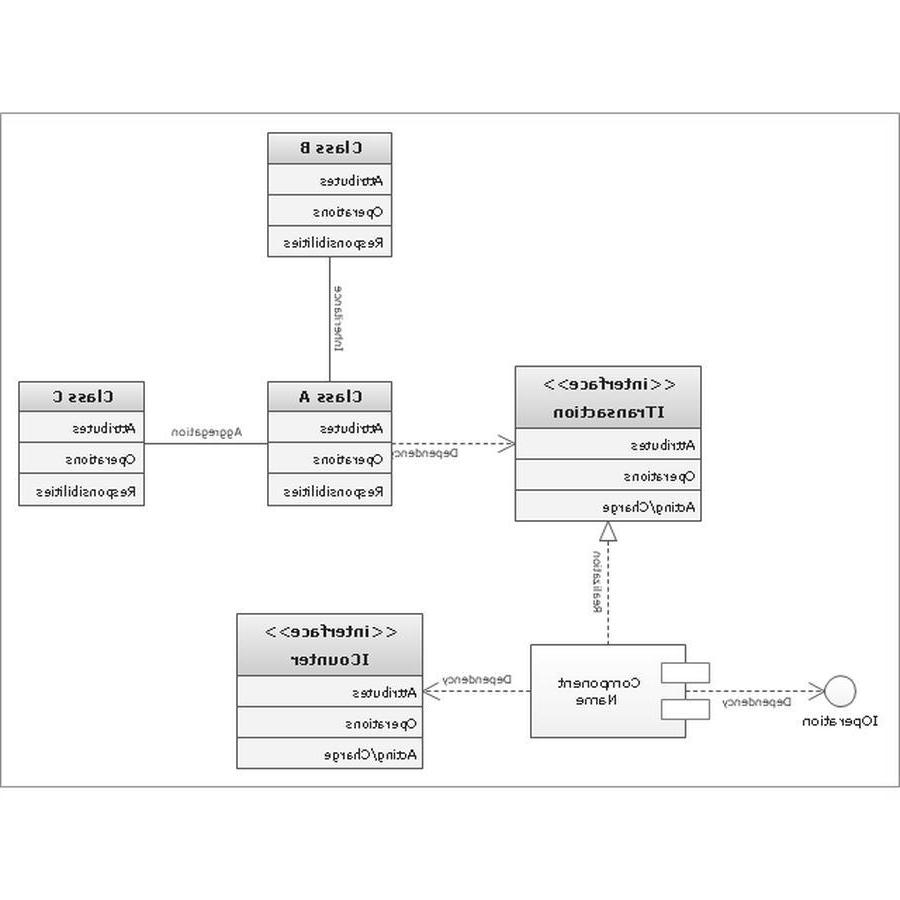 Class B
Attributes
Operations
Responsibilities
Inheritance
Class C
Attributes
Operations
Responsibilities
Aggregation
Class A
Attributes
Operations
Responsibilities
Dependency
<<interface>>
ITransaction
Attributes
Operations
Acting/Charge
Realization
<<interface>>
ICounter
Attributes
Operations
Acting/Charge
Dependency
Component
Name
Dependency
IOperation